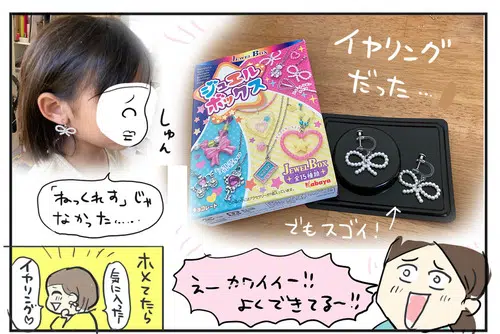 イヤリング
だった…
しゅん
「ねっくれす」じゃ
なかった……
JEWEL BOX
ジュエル
ボックス
JEWEL BOX
全15種類
Kabaya
でもスゴイ！
えー カワイイー!!
よくできてる〜!!
ホメてたら
気に入った
イヤリング♡